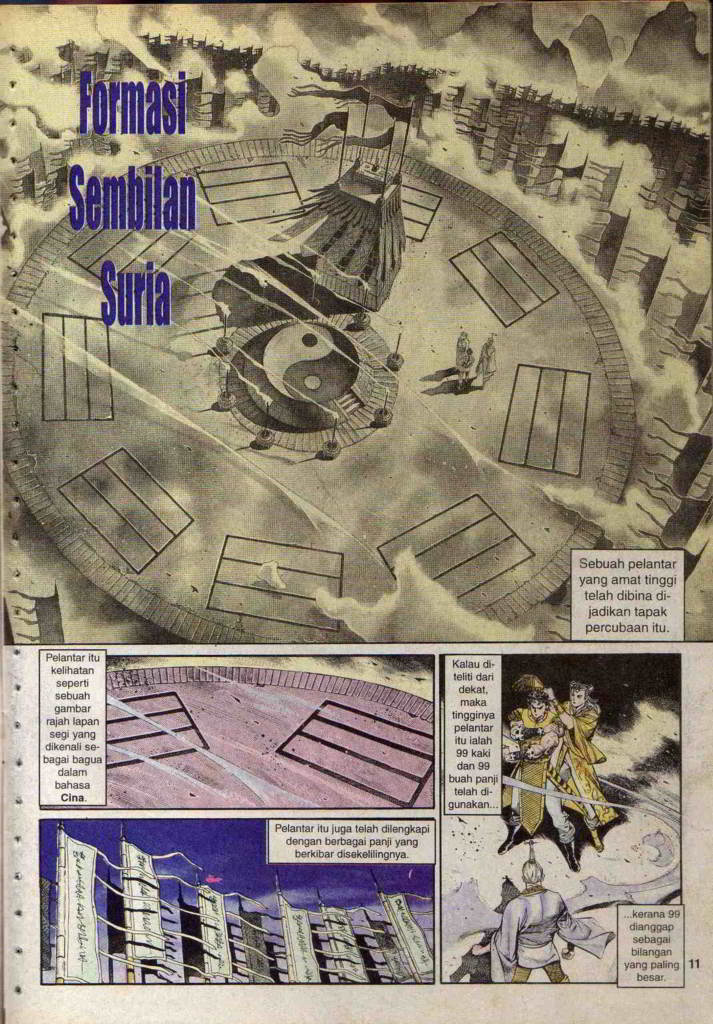 Formasi
Sembilan
Suria
Sebuah pelantar
yang amat tinggi
telah dibina di-
jadikan tapak
percubaan itu.
Pelantar itu
kelihatan
seperti
sebuah
gambar
rajah lapan
segi yang
dikenali se-
bagai bagua
dalam
bahasa
Cina.
Kalau di-
teliti dari
dekat,
maka
tingginya
pelantar
itu ialah
99 kaki
dan 99
buah panji
telah di-
gunakan...
Pelantar itu juga telah dilengkapi
dengan berbagai panji yang
berkibar disekelilingnya.
...kerana 99
dianggap
sebagai
bilangan
yang paling
besar.
11